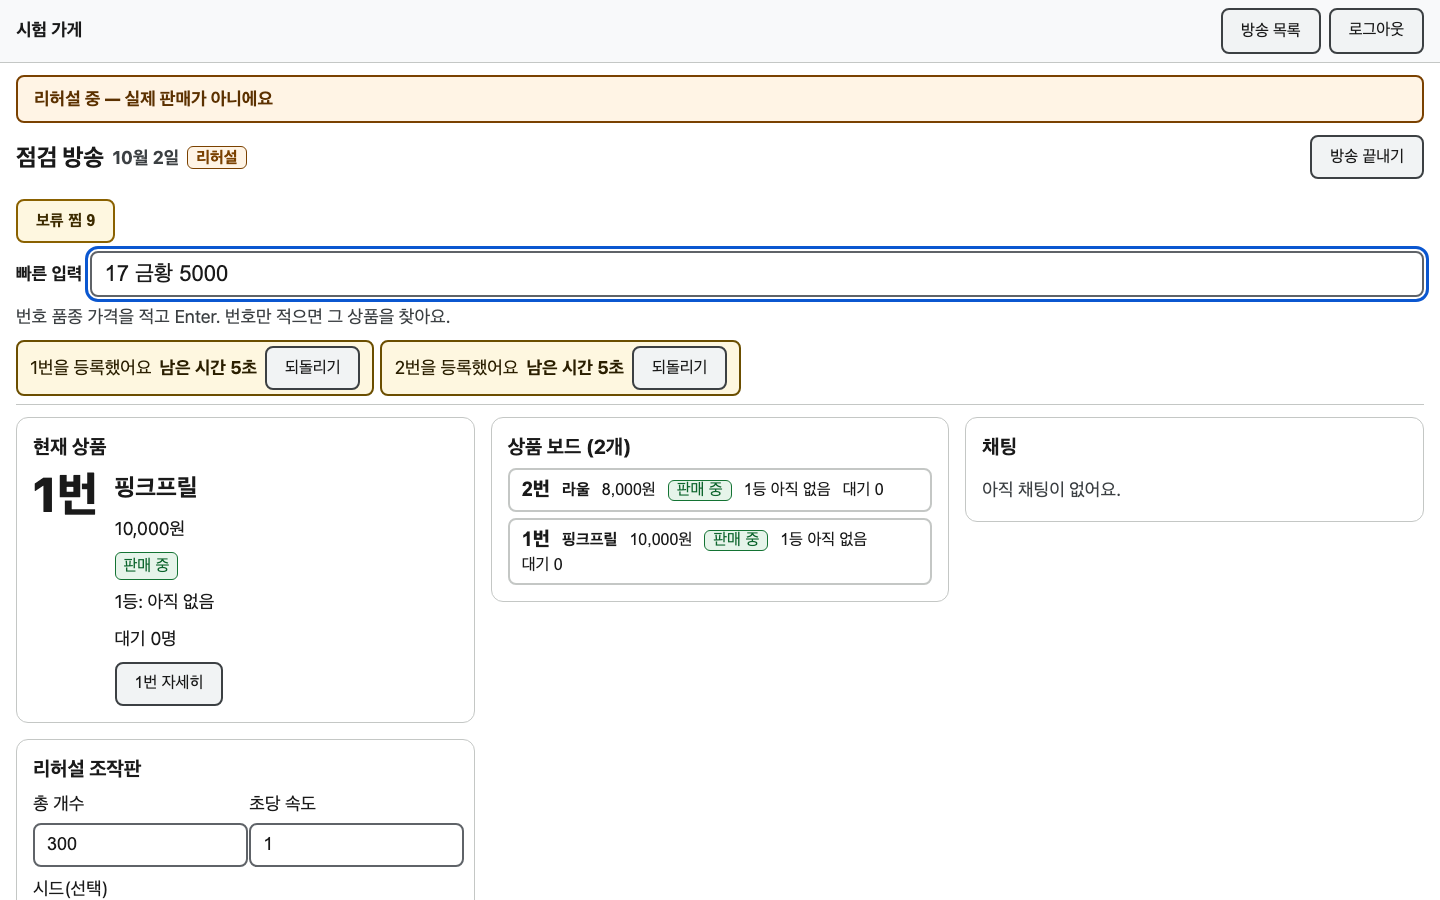 시험 가게
방송 목록
로그아웃
리허설 중 — 실제 판매가 아니에요
점검 방송 10월 2일 리허설
방송 끝내기
보류 찜 9
빠른 입력 17 금황 5000
번호 품종 가격을 적고 Enter. 번호만 적으면 그 상품을 찾아요.
1번을 등록했어요 남은 시간 5초 되돌리기
2번을 등록했어요 남은 시간 5초 되돌리기
현재 상품
1번 핑크프릴
10,000원
판매 중
1등: 아직 없음
대기 0명
1번 자세히
리허설 조작판
총 개수 초당 속도
300 1
시드(선택)
상품 보드 (2개)
2번 라울 8,000원 판매 중 1등 아직 없음 대기 0
1번 핑크프릴 10,000원 판매 중 1등 아직 없음
대기 0
채팅
아직 채팅이 없어요.